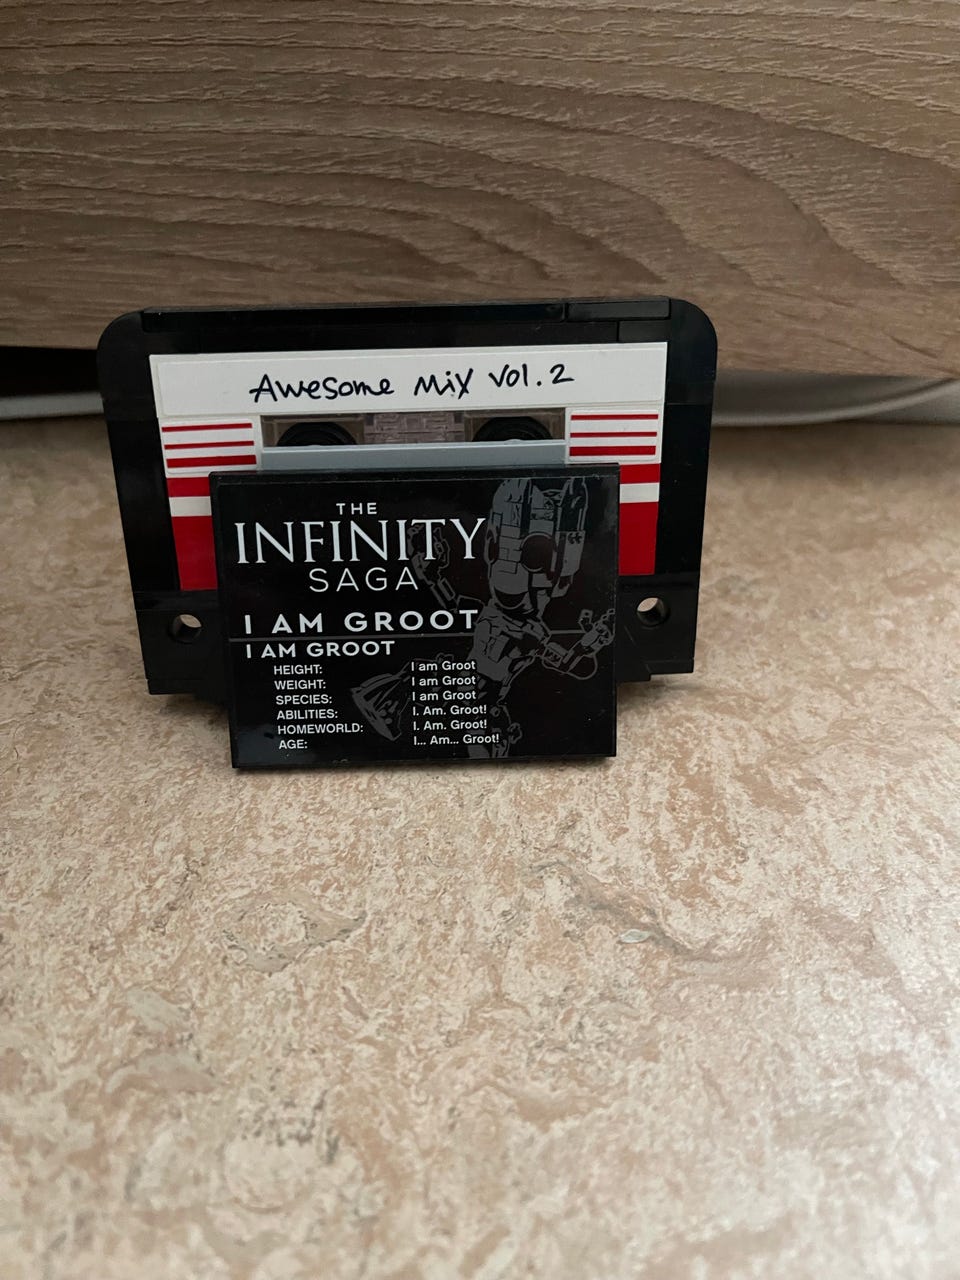 Awesome Mix Vol. 2
THE
INFINITY
SAGA
I AM GROOT
I AM GROOT
HEIGHT: I am Groot
WEIGHT: I am Groot
SPECIES: I am Groot
ABILITIES: I. Am. Groot!
HOMEWORLD: I. Am. Groot!
AGE: I... Am... Groot!